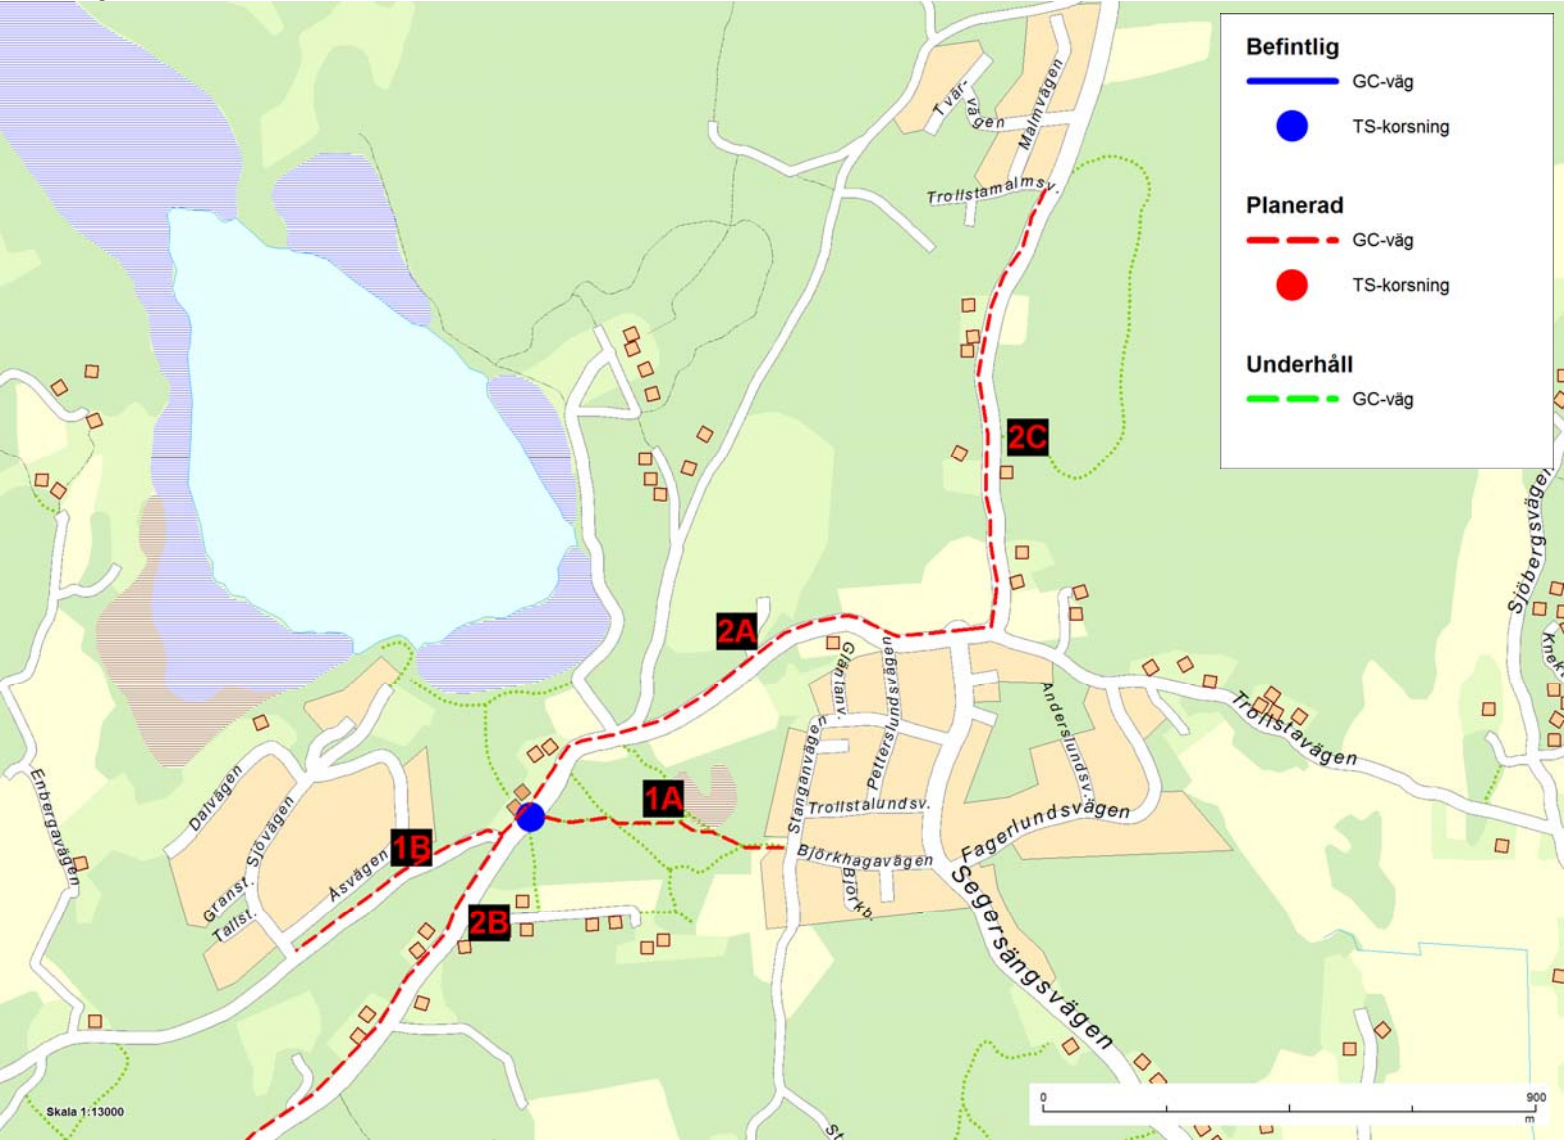 Befintlig
GC-väg
TS-korsning
Planerad
GC-väg
TS-korsning
Underhåll
GC-väg
Tvär-
vägen
Malmvägen
Trollstamalmsv.
2C
Sjöbergsvägen
2A
Gläntanv.
Petterslundsvägen
Stanganvägen
Anderslundsv.
Trollstavägen
Enbergavägen
Dalvägen
Sjövägen
1A
Trollstalundsv.
Fagerlundsvägen
1B
Åsvägen
Björkhagavägen
Granst.
Tallst.
Björkb.
2B
Segersängsvägen
Skala 1:13000
0
900
m